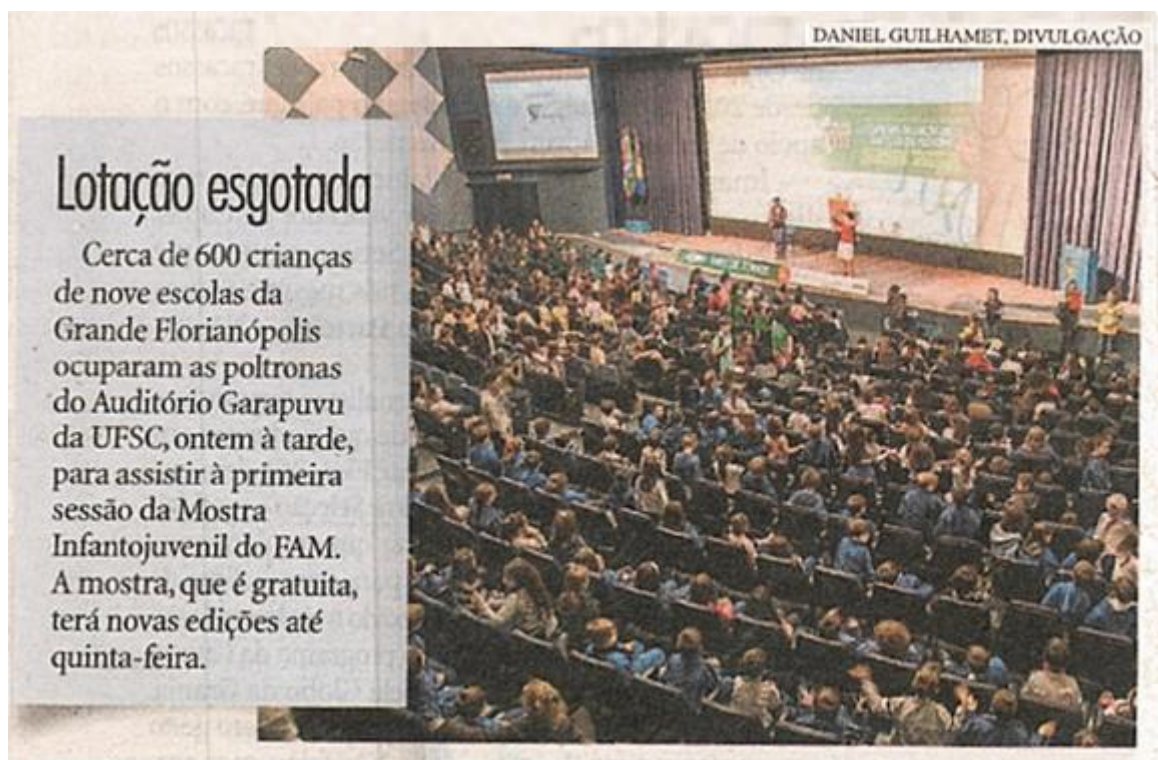 DANIEL GUILHAMET, DIVULGAÇÃO
Lotação esgotada
Cerca de 600 crianças
de nove escolas da
Grande Florianópolis
ocuparam as poltronas
do Auditório Garapuvu
da UFSC, ontem à tarde,
para assistir à primeira
sessão da Mostra
Infantojuvenil do FAM.
A mostra, que é gratuita,
terá novas edições até
quinta-feira.